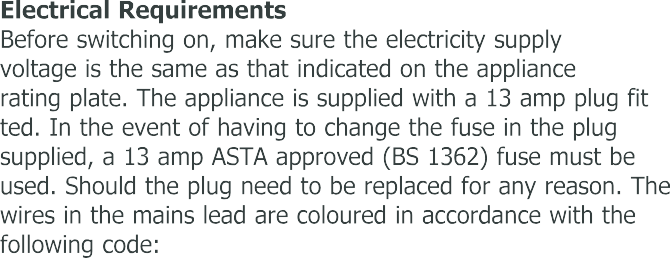 Electrical Requirements
Before switching on, make sure the electricity supply
voltage is the same as that indicated on the appliance
rating plate. The appliance is supplied with a 13 amp plug fit
ted. In the event of having to change the fuse in the plug
supplied, a 13 amp ASTA approved (BS 1362) fuse must be
used. Should the plug need to be replaced for any reason. The
wires in the mains lead are coloured in accordance with the
following code: